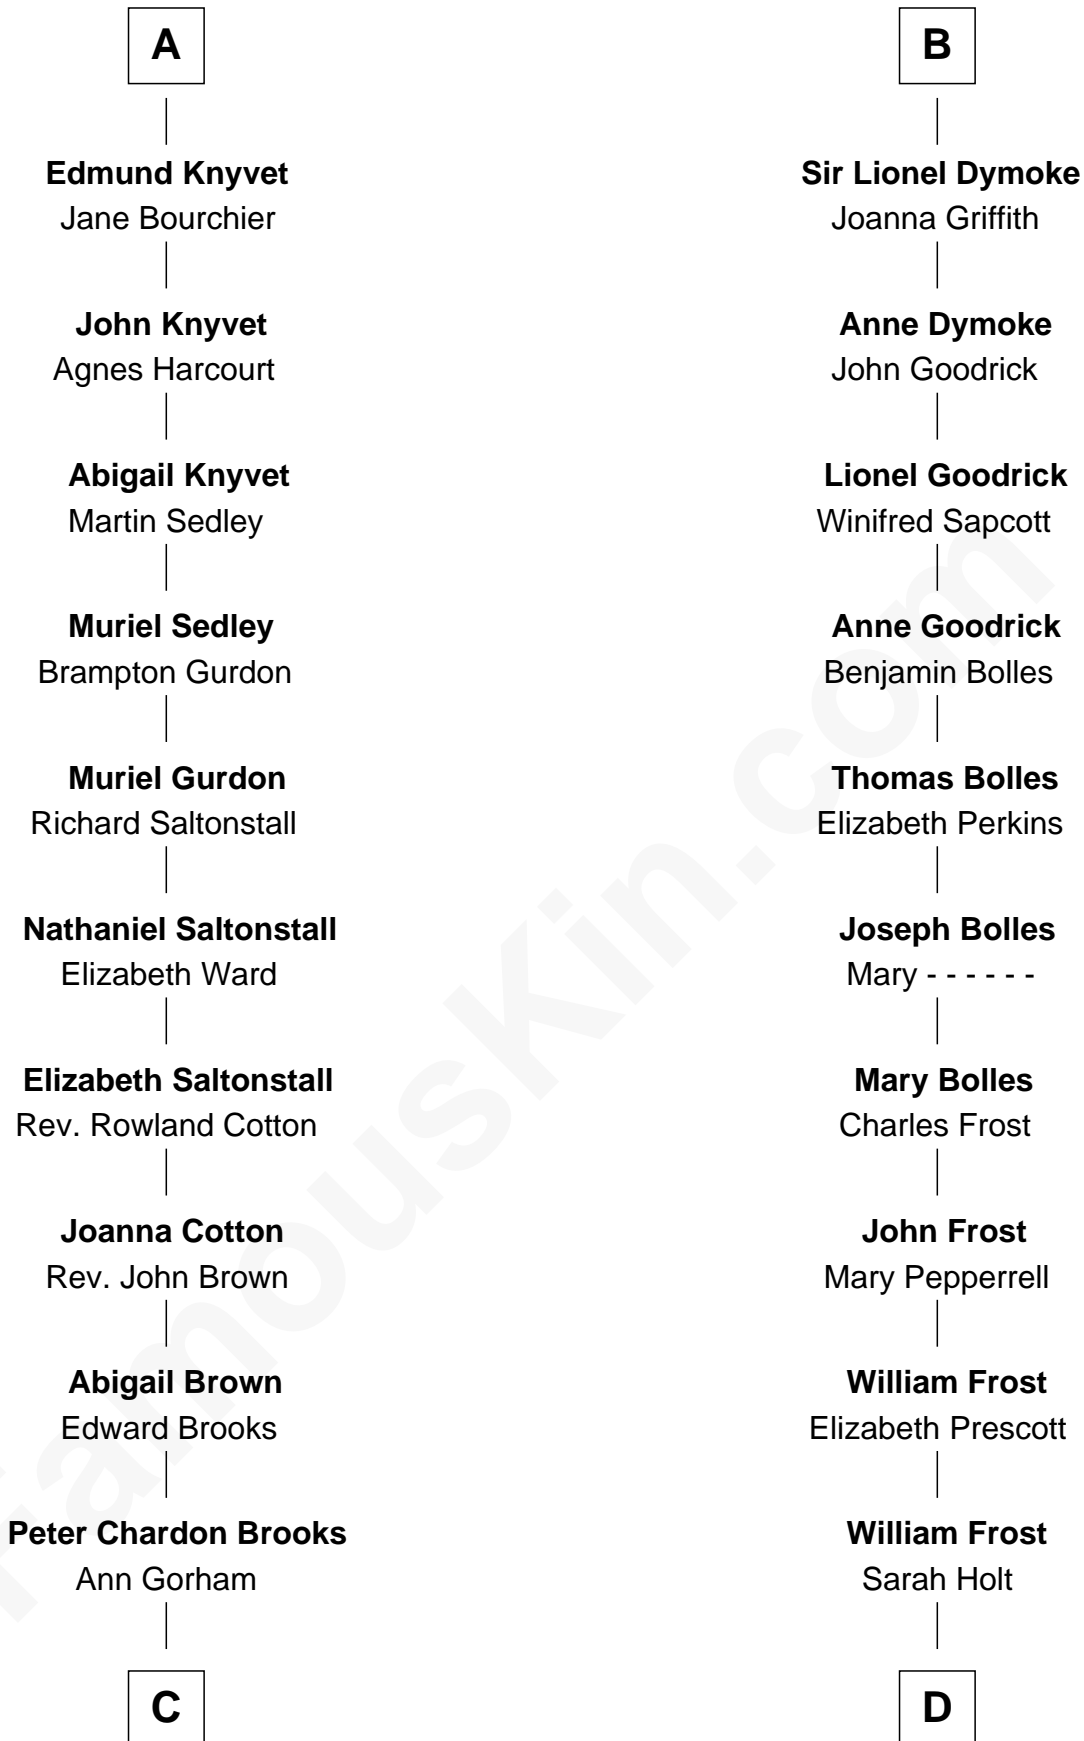 A
Edmund Knyvet
Jane Bourchier
John Knyvet
Agnes Harcourt
Abigail Knyvet
Martin Sedley
Muriel Sedley
Brampton Gurdon
Muriel Gurdon
Richard Saltonstall
Nathaniel Saltonstall
Elizabeth Ward
Elizabeth Saltonstall
Rev. Rowland Cotton
Joanna Cotton
Rev. John Brown
Abigail Brown
Edward Brooks
Peter Chardon Brooks
Ann Gorham
C
B
Sir Lionel Dymoke
Joanna Griffith
Anne Dymoke
John Goodrick
Lionel Goodrick
Winifred Sapcott
Anne Goodrick
Benjamin Bolles
Thomas Bolles
Elizabeth Perkins
Joseph Bolles
Mary - - - - - -
Mary Bolles
Charles Frost
John Frost
Mary Pepperrell
William Frost
Elizabeth Prescott
William Frost
Sarah Holt
D
FamousKin.com